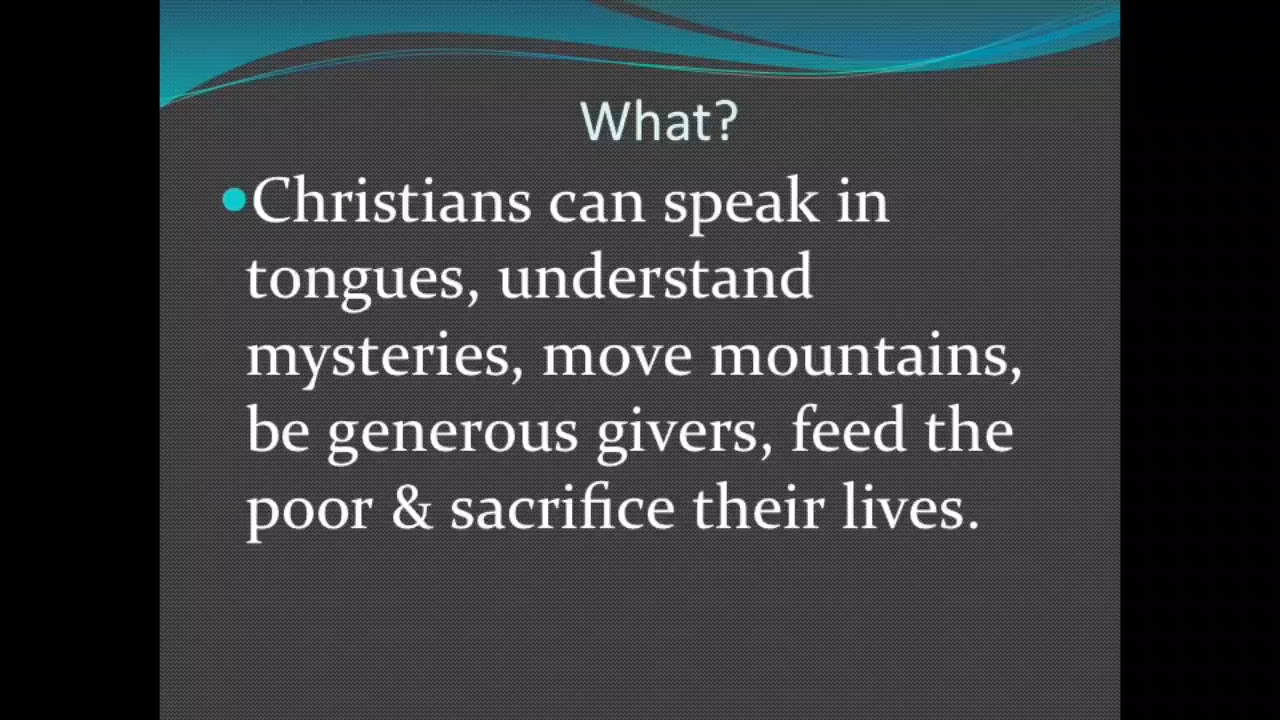 What?
•Christians can speak in
tongues, understand
mysteries, move mountains,
be generous givers, feed the
poor & sacrifice their lives.